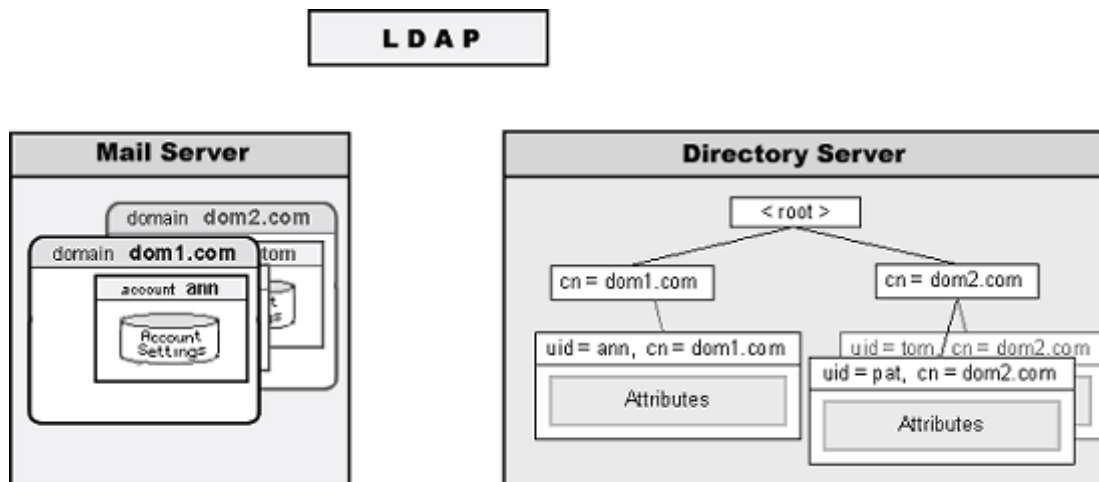 LDAP
Mail Server
domain dom2.com
tom
domain dom1.com
account ann
Account
Settings
Directory Server
< root >
cn = dom1.com
cn = dom2.com
uid = ann, cn = dom1.com
Attributes
uid = tom, cn = dom2.com
uid = pat, cn = dom2.com
Attributes